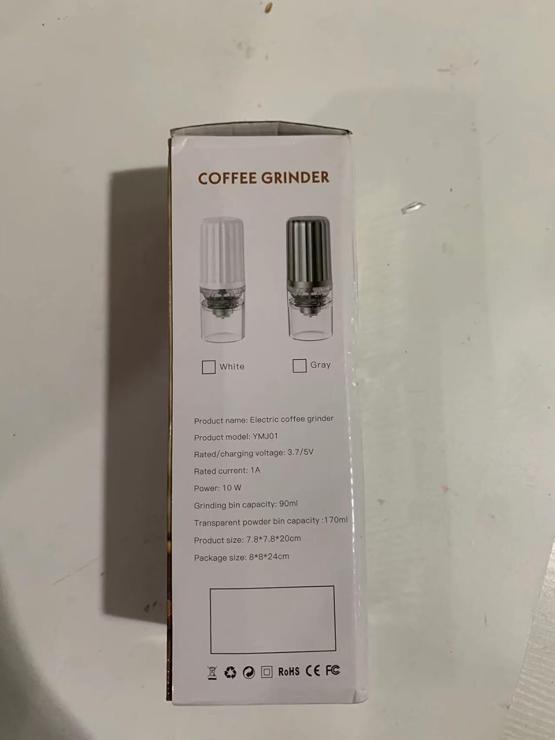 COFFEE GRINDER
White Gray
Product name: Electric coffee grinder
Product model: YMJ01
Rated/charging voltage: 3.7/5V
Rated current: 1A
Power: 10 W
Grinding bin capacity: 90ml
Transparent powder bin capacity :170ml
Product size: 7.8*7.8*20cm
Package size: 8*8*24cm
RoHS CE FC